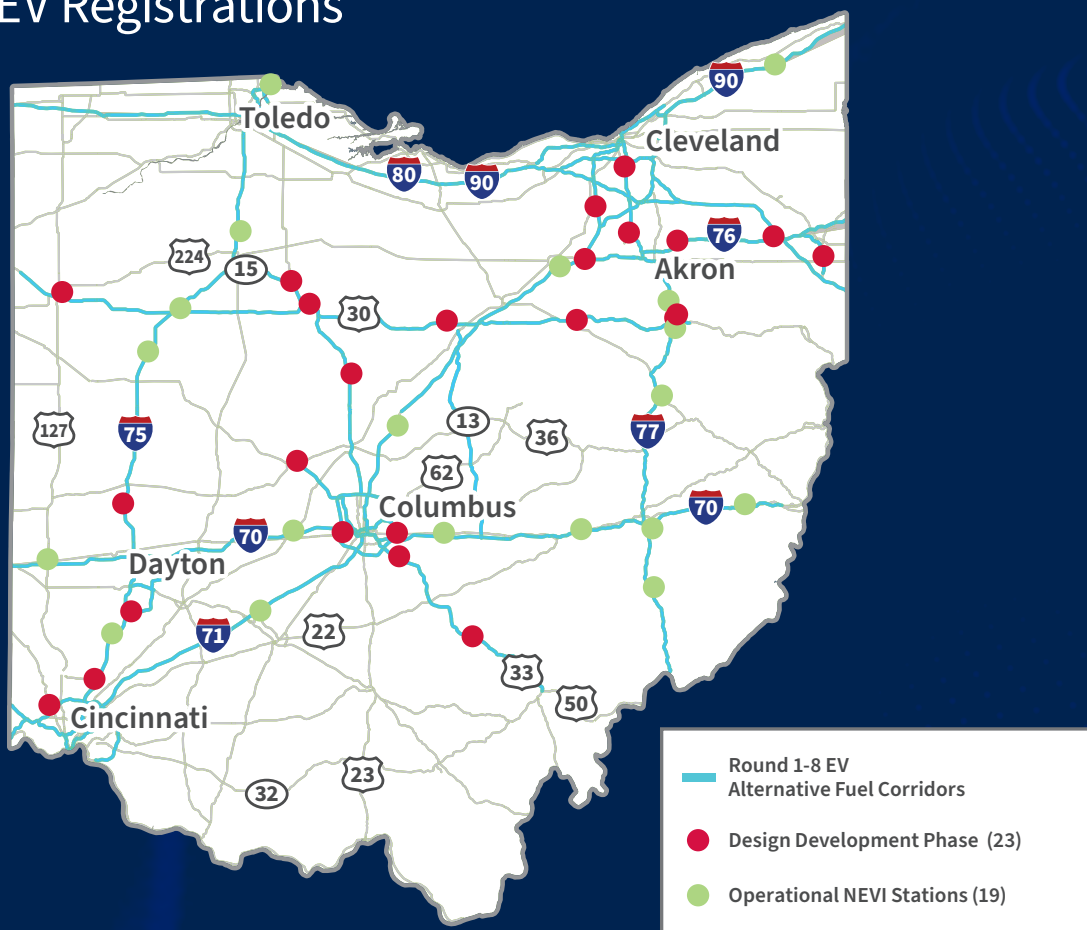 EV Registrations
90
Toledo
Cleveland
80
90
76
224
15
Akron
30
127
75
13
36
77
62
Columbus
70
70
Dayton
71
22
33
50
Cincinnati
23
32
Round 1-8 EV
Alternative Fuel Corridors
Design Development Phase (23)
Operational NEVI Stations (19)